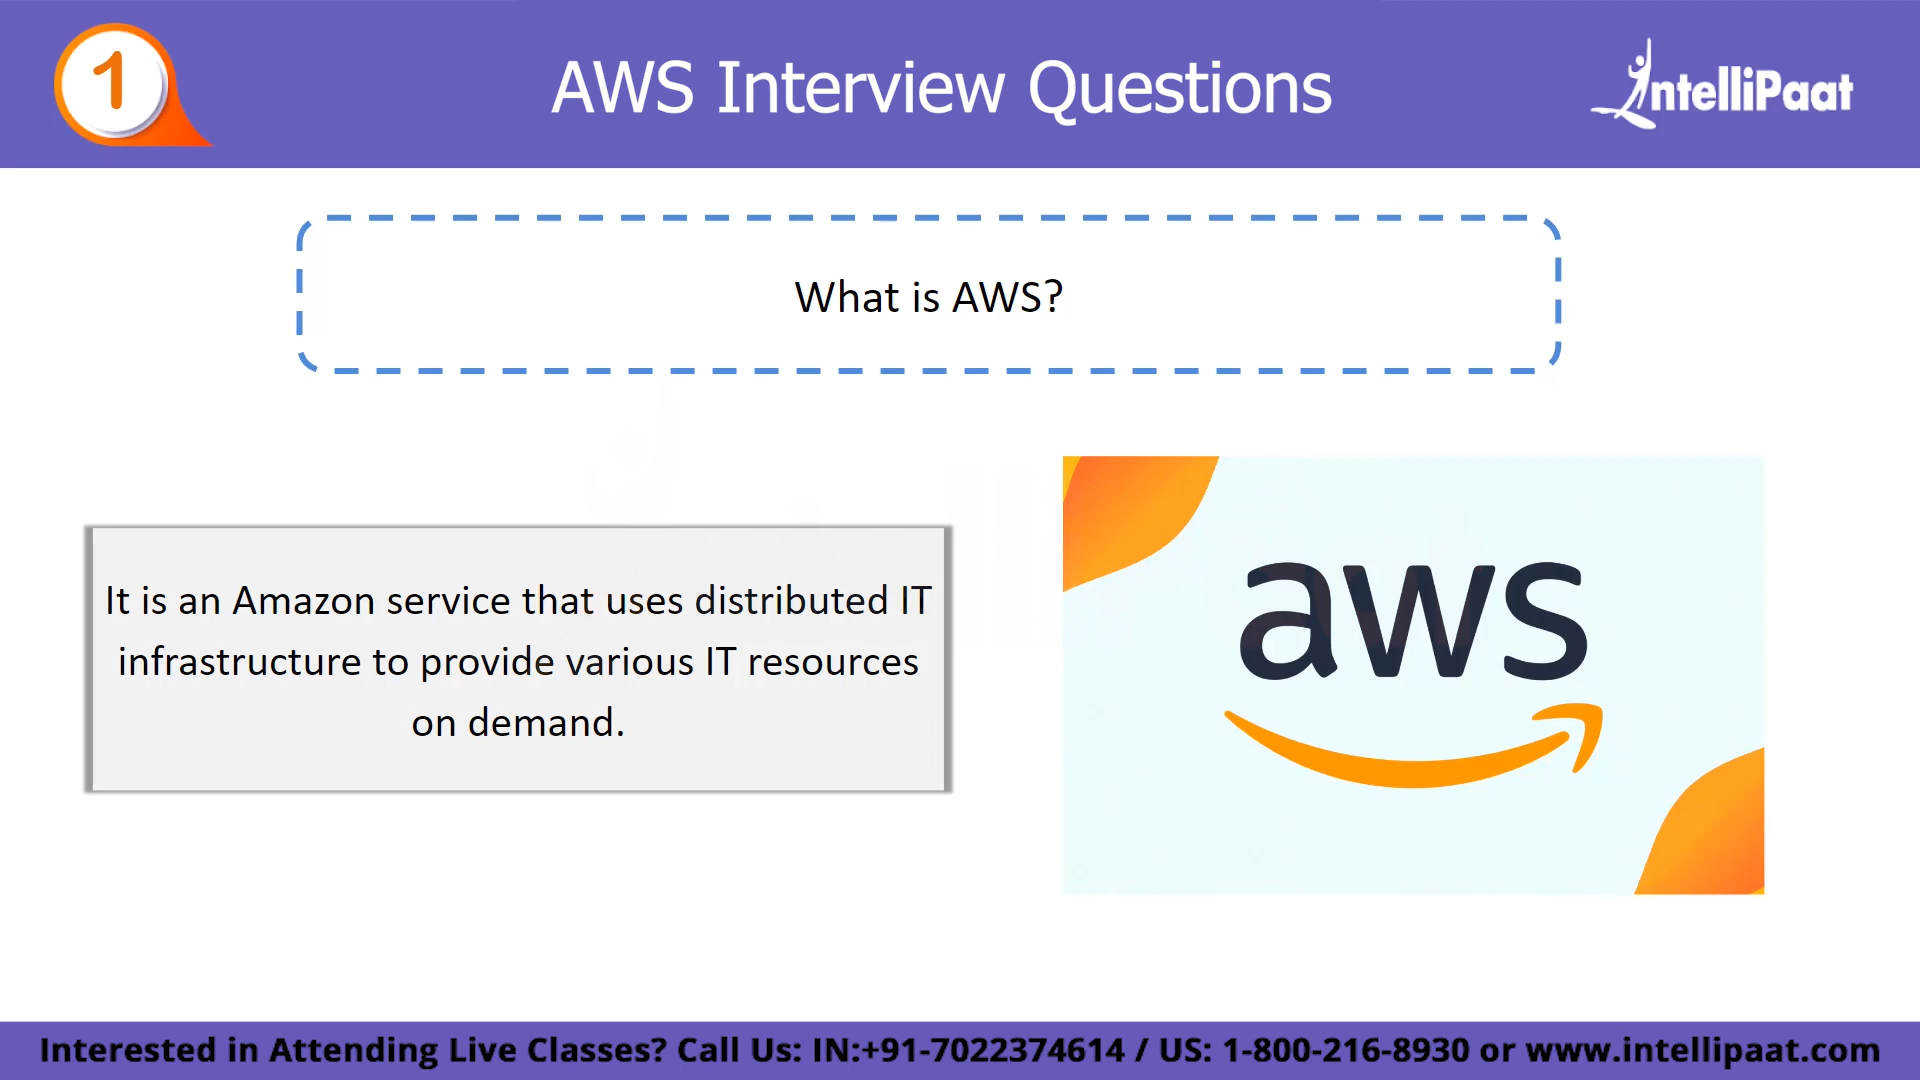 1
AWS Interview Questions
IntelliPaat
What is AWS?
It is an Amazon service that uses distributed IT
infrastructure to provide various IT resources
on demand.
aws
Interested in Attending Live Classes? Call Us: IN:+91-7022374614 / US: 1-800-216-8930 or www.intellipaat.com